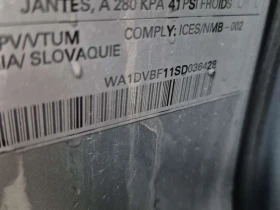 JANTES, A 280 KPA 41 PSI FROIDS
PV/VTUM
COMPLY: ICES/NMB-002
IA/ SLOVAQUIE
WA1DVBF11SD036428